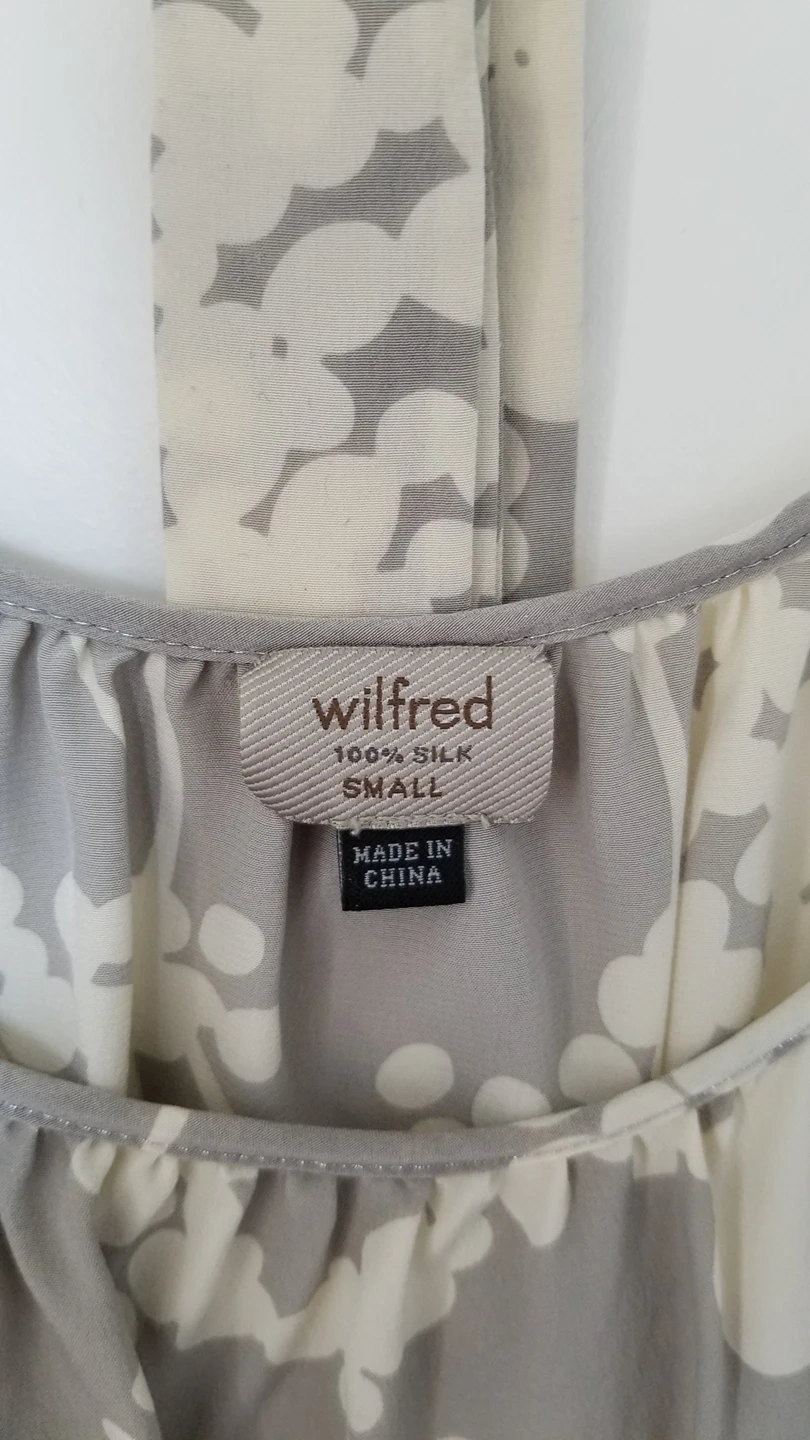 wilfred
100% SILK
SMALL
MADE IN
CHINA